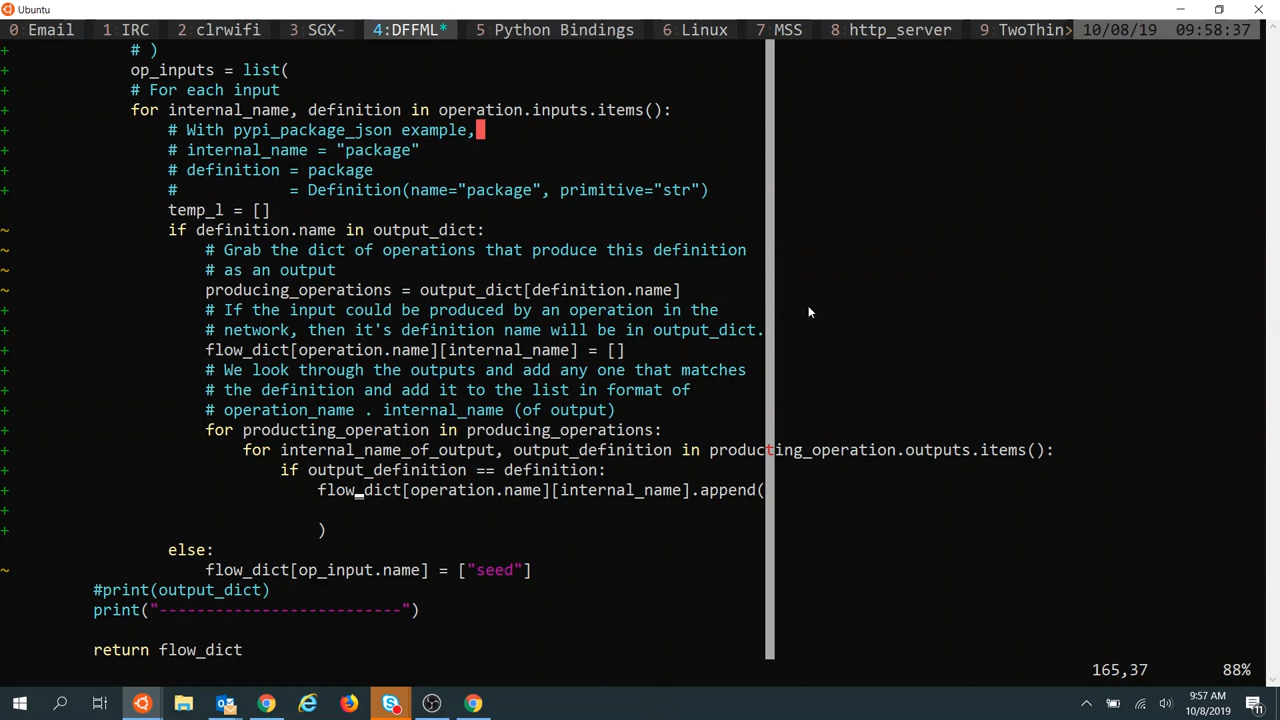 Ubuntu
0 Email 1 IRC 2 clrwifi 3 SGX- 4:DFFML* 5 Python Bindings 6 Linux 7 MSS 8 http_server 9 TwoThin> 10/08/19 09:58:37
+ # )
+ op_inputs = list(
+ # For each input
+ for internal_name, definition in operation.inputs.items():
+ # With pypi_package_json example,
+ # internal_name = "package"
+ # definition = package
+ # = Definition(name="package", primitive="str")
temp_l = []
~ if definition.name in output_dict:
~ # Grab the dict of operations that produce this definition
~ # as an output
~ producing_operations = output_dict[definition.name]
+ # If the input could be produced by an operation in the
+ # network, then it's definition name will be in output_dict.
+ flow_dict[operation.name][internal_name] = []
+ # We look through the outputs and add any one that matches
+ # the definition and add it to the list in format of
+ # operation_name . internal_name (of output)
+ for producting_operation in producing_operations:
+ for internal_name_of_output, output_definition in producting_operation.outputs.items():
+ if output_definition == definition:
+ flow_dict[operation.name][internal_name].append(
+
+ )
else:
~ flow_dict[op_input.name] = ["seed"]
#print(output_dict)
print("--------------------------")
return flow_dict
165,37 88%
9:57 AM
10/8/2019
11